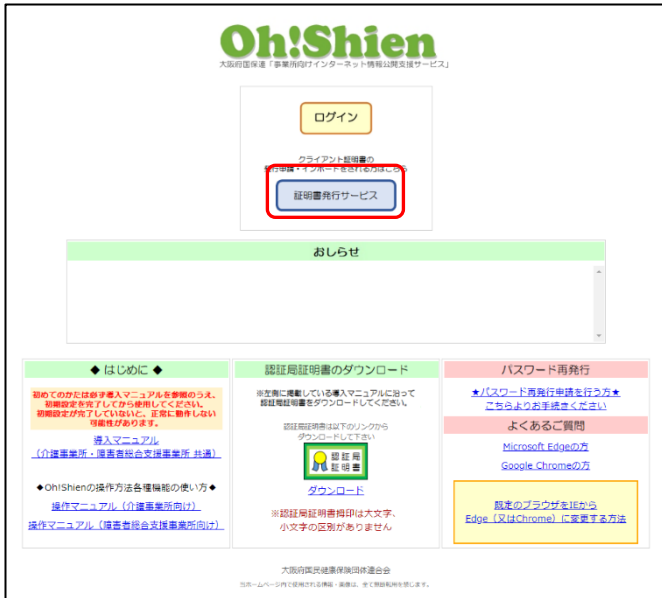 Oh!Shien
大阪府国保連「事業所向けインターネット情報公開支援サービス」
ログイン
クライアント証明書の
発行申請・インポートをされる方はこちら
証明書発行サービス
おしらせ
◆ はじめに ◆
初めてのかたは必ず導入マニュアルを参照のうえ、
初期設定を完了してから使用してください。
初期設定が完了していないと、正常に動作しない
可能性があります。
導入マニュアル
(介護事業所・障害者総合支援事業所 共通)
◆Oh!Shienの操作方法各種機能の使い方◆
操作マニュアル(介護事業所向け)
操作マニュアル(障害者総合支援事業所向け)
認証局証明書のダウンロード
※左側に掲載している導入マニュアルに沿って
認証局証明書をダウンロードしてください。
認証局証明書は以下のリンクから
ダウンロードして下さい
認証局
証明書
ダウンロード
※認証局証明書拇印は大文字、
小文字の区別がありません
パスワード再発行
★パスワード再発行申請を行う方★
こちらよりお手続きください
よくあるご質問
Microsoft Edgeの方
Google Chromeの方
既定のブラウザをIEから
Edge(又はChrome)に変更する方法
大阪府国民健康保険団体連合会
当ホームページ内で使用される情報・画像は、全て無断転用を禁じます。